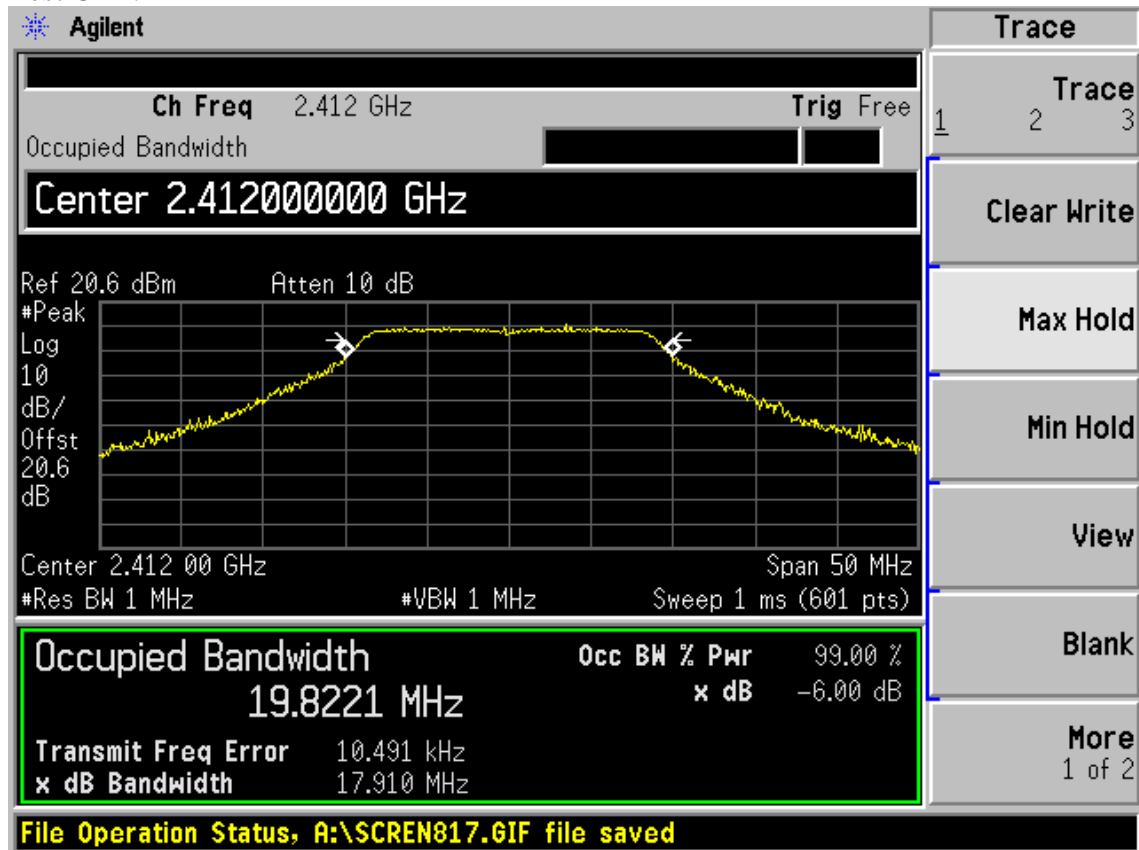 Agilent
Trace
Ch Freq 2.412 GHz Trig Free
Occupied Bandwidth
Center 2.412000000 GHz
Ref 20.6 dBm Atten 10 dB
#Peak
Log
10
dB/
Offst
20.6
dB
Center 2.412 00 GHz Span 50 MHz
#Res BW 1 MHz #VBW 1 MHz Sweep 1 ms (601 pts)
Occupied Bandwidth Occ BW % Pwr 99.00 %
19.8221 MHz x dB -6.00 dB
Transmit Freq Error 10.491 kHz
x dB Bandwidth 17.910 MHz
Trace
1 2 3
Clear Write
Max Hold
Min Hold
View
Blank
More
1 of 2
File Operation Status, A:\SCREN817.GIF file saved